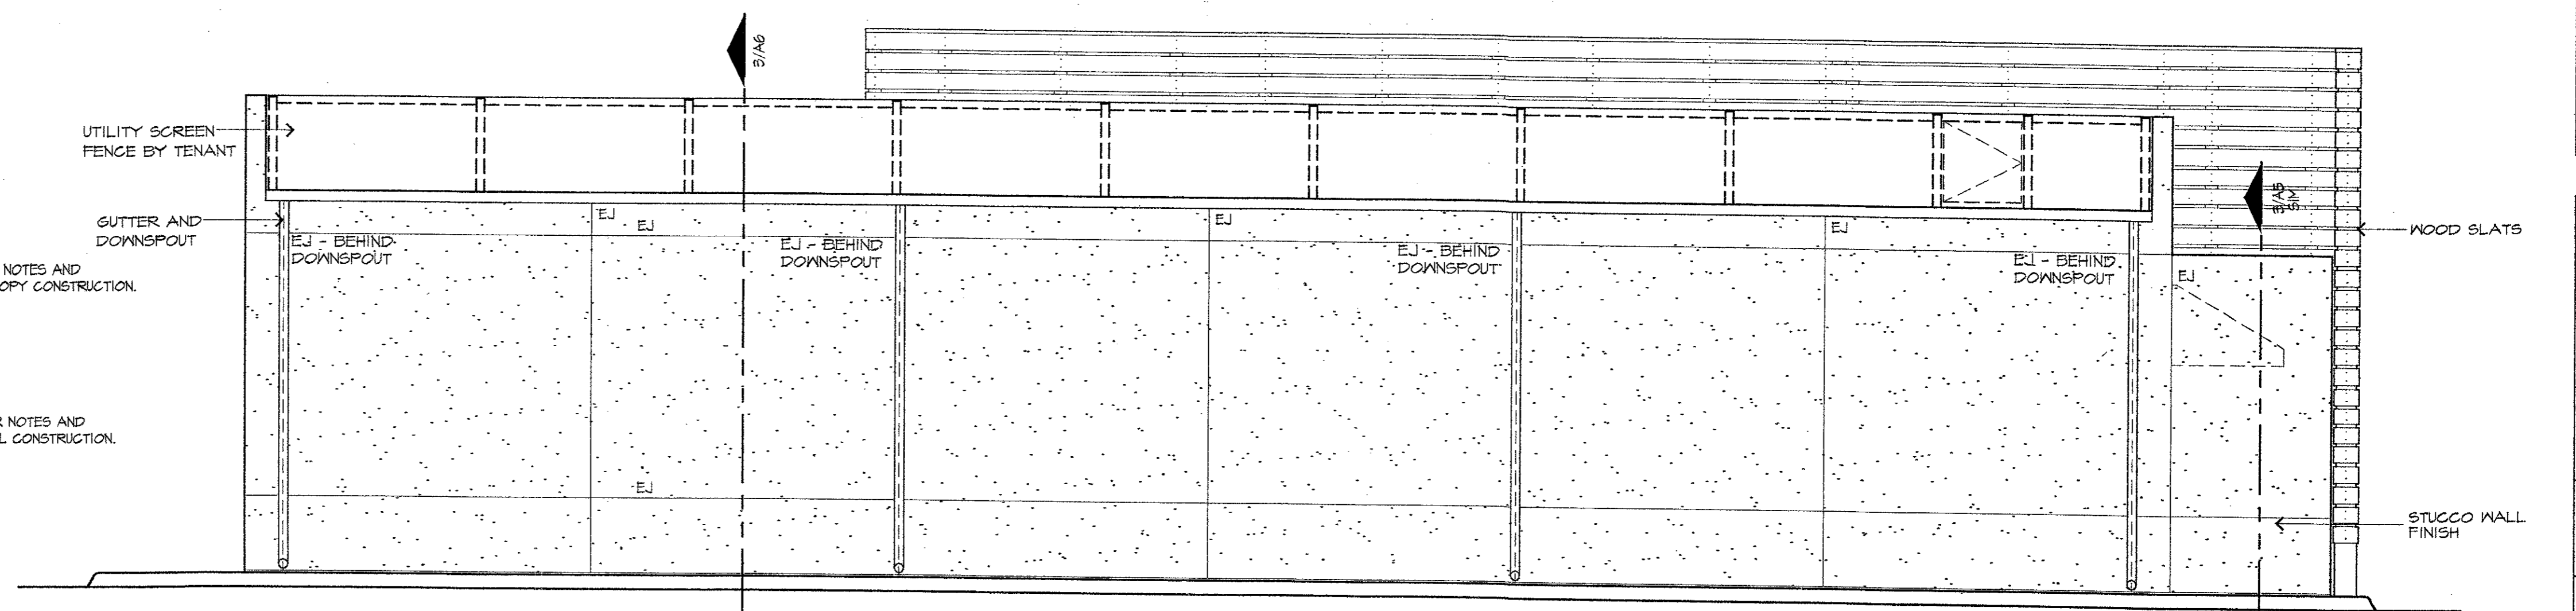 3/A6
UTILITY SCREEN
FENCE BY TENANT
GUTTER AND
DOWNSPOUT
NOTES AND
OPY CONSTRUCTION.
NOTES AND
CONSTRUCTION.
EJ
EJ
EJ - BEHIND
DOWNSPOUT
EJ - BEHIND
DOWNSPOUT
EJ
EJ - BEHIND
DOWNSPOUT
EJ
EJ - BEHIND
DOWNSPOUT
EJ
3/A5
SIM
WOOD SLATS
EJ
STUCCO WALL
FINISH